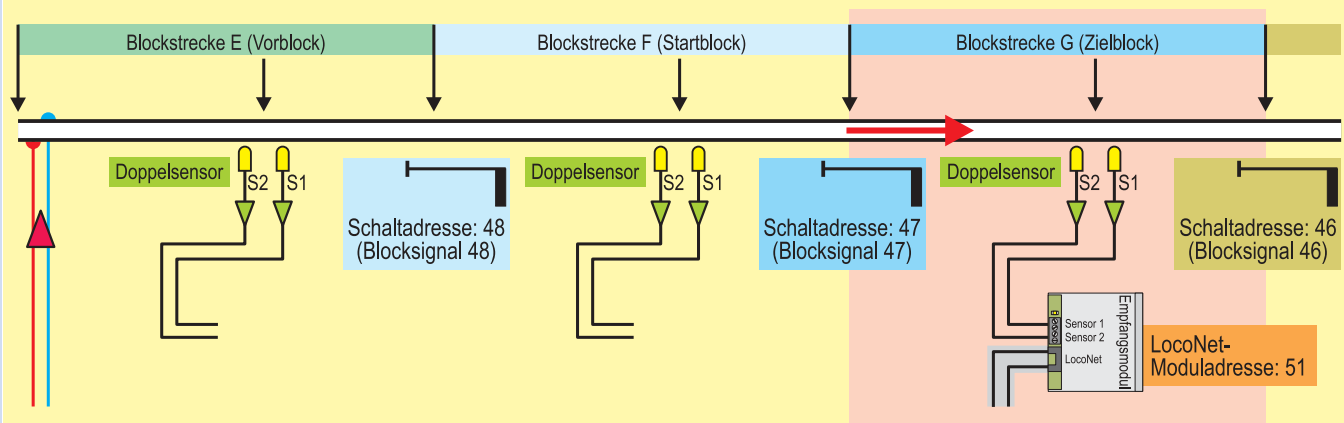 Blockstrecke E (Vorblock)
Blockstrecke F (Startblock)
Blockstrecke G (Zielblock)
Doppelsensor
S2
S1
Schaltadresse: 48
(Blocksignal 48)
Doppelsensor
S2
S1
Schaltadresse: 47
(Blocksignal 47)
Doppelsensor
S2
S1
Schaltadresse: 46
(Blocksignal 46)
Sensor 1
Sensor 2
LocoNet
Empfangsmodul
LocoNet-
Moduladresse: 51